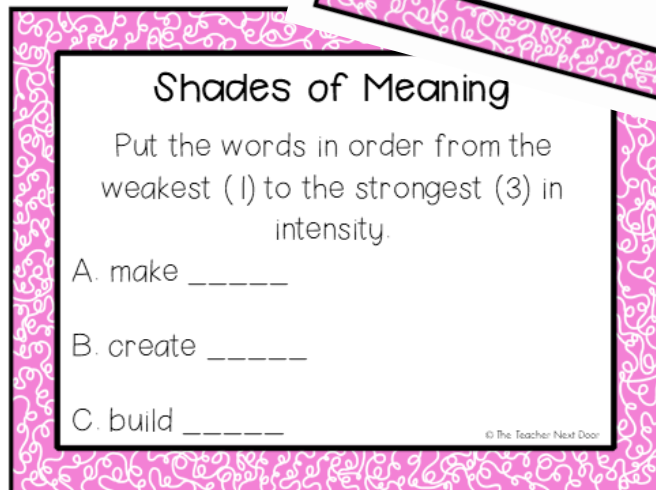 Shades of Meaning
Put the words in order from the
weakest (1) to the strongest (3) in
intensity.
A. make _____
B. create _____
C. build _____
© The Teacher Next Door